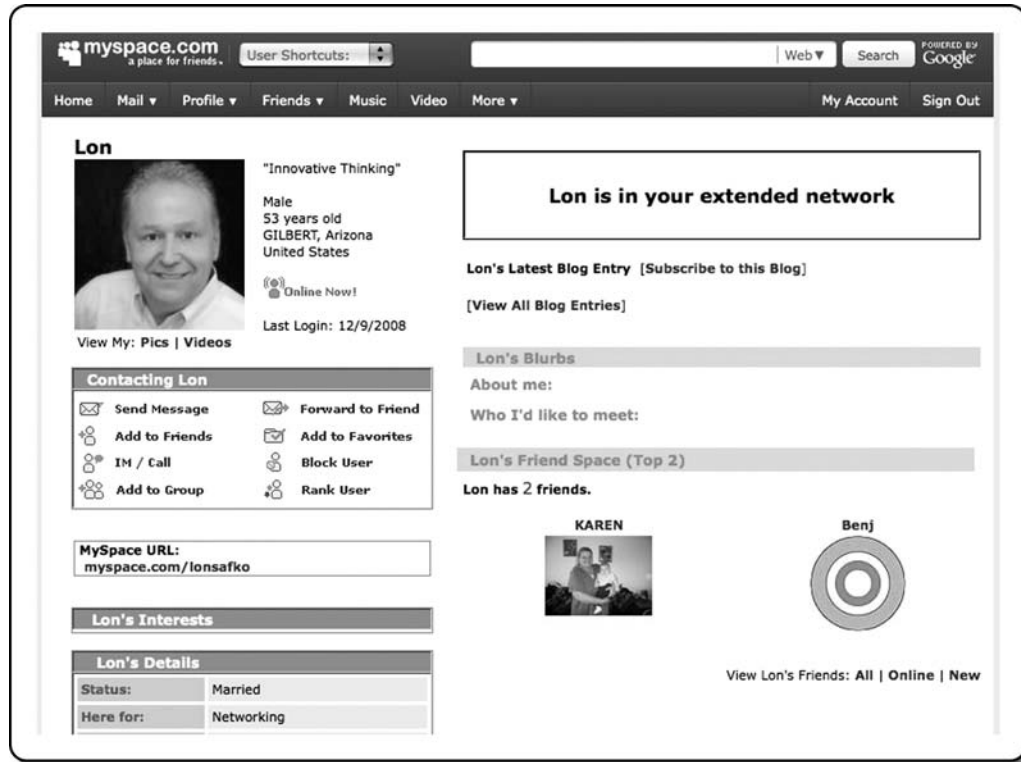 myspace.com
a place for friends.
User Shortcuts:
Web▼
Search
POWERED BY
Google
Home Mail ▼ Profile ▼ Friends ▼ Music Video More ▼ My Account Sign Out
Lon
"Innovative Thinking"
Male
53 years old
GILBERT, Arizona
United States
Online Now!
Last Login: 12/9/2008
View My: Pics | Videos
Contacting Lon
Send Message Forward to Friend
Add to Friends Add to Favorites
IM / Call Block User
Add to Group Rank User
MySpace URL:
myspace.com/lonsafko
Lon's Interests
Lon's Details
Status: Married
Here for: Networking
Lon is in your extended network
Lon's Latest Blog Entry [Subscribe to this Blog]
[View All Blog Entries]
Lon's Blurbs
About me:
Who I'd like to meet:
Lon's Friend Space (Top 2)
Lon has 2 friends.
KAREN Benj
View Lon's Friends: All | Online | New